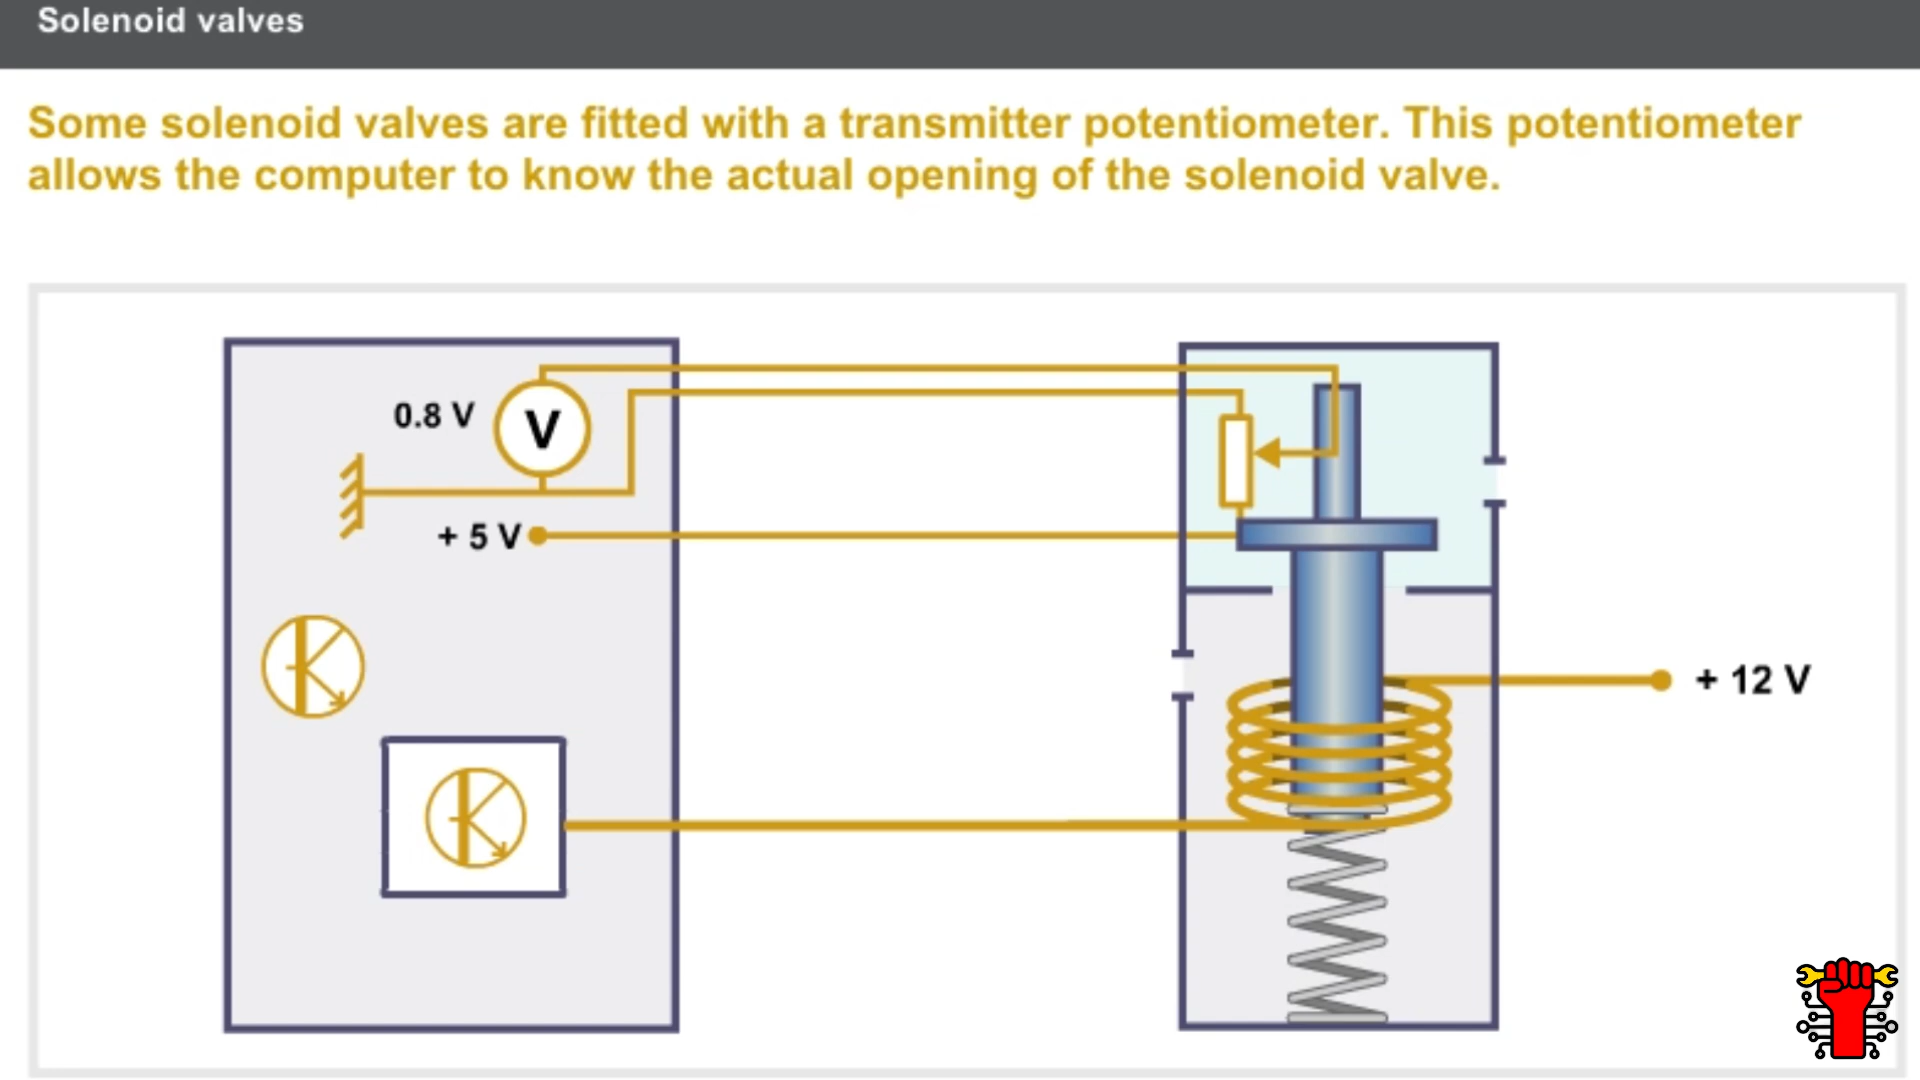 Solenoid valves
Some solenoid valves are fitted with a transmitter potentiometer. This potentiometer
allows the computer to know the actual opening of the solenoid valve.
0.8 V
V
+ 5 V
+ 12 V